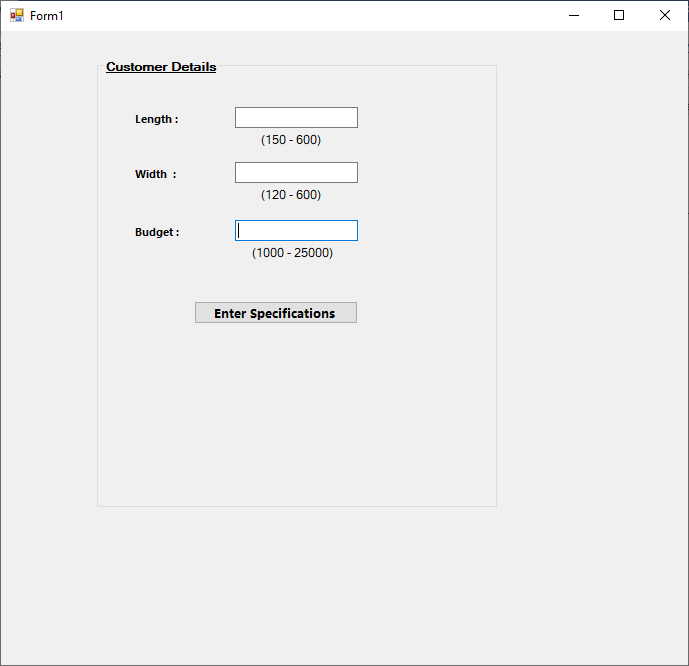 Form1
Customer Details
Length :
(150 - 600)
Width  :
(120 - 600)
Budget :
(1000 - 25000)
Enter Specifications